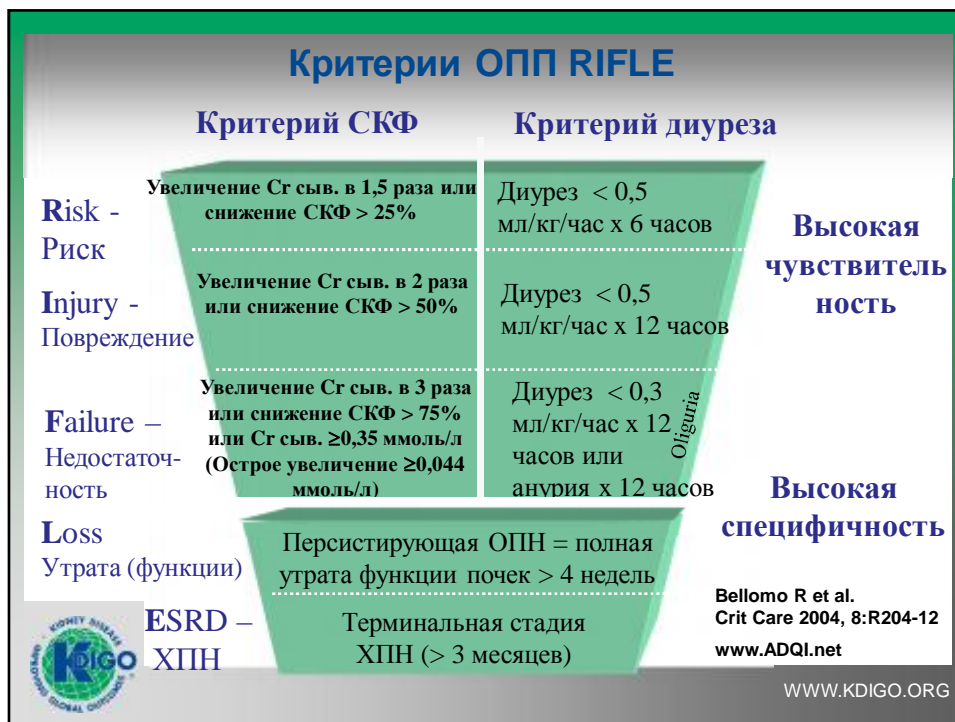 Критерии ОПП RIFLE
Критерий СКФ
Критерий диуреза
Risk -
Риск
Увеличение Cr сыв. в 1,5 раза или
снижение СКФ > 25%
Диурез < 0,5
мл/кг/час x 6 часов
Высокая
чувствитель
ность
Injury -
Повреждение
Увеличение Cr сыв. в 2 раза
или снижение СКФ > 50%
Диурез < 0,5
мл/кг/час x 12 часов
Failure –
Недостаточ-
ность
Увеличение Cr сыв. в 3 раза
или снижение СКФ > 75%
или Cr сыв. ≥0,35 ммоль/л
(Острое увеличение ≥0,044
ммоль/л)
Диурез < 0,3
мл/кг/час x 12
часов или
анурия x 12 часов
Oliguria
Высокая
специфичность
Loss
Утрата (функции)
Персистирующая ОПН = полная
утрата функции почек > 4 недель
ESRD –
ХПН
Терминальная стадия
ХПН (> 3 месяцев)
Bellomo R et al.
Crit Care 2004, 8:R204-12
www.ADQI.net
KIDNEY DISEASE
KDIGO
IMPROVING GLOBAL OUTCOMES
WWW.KDIGO.ORG